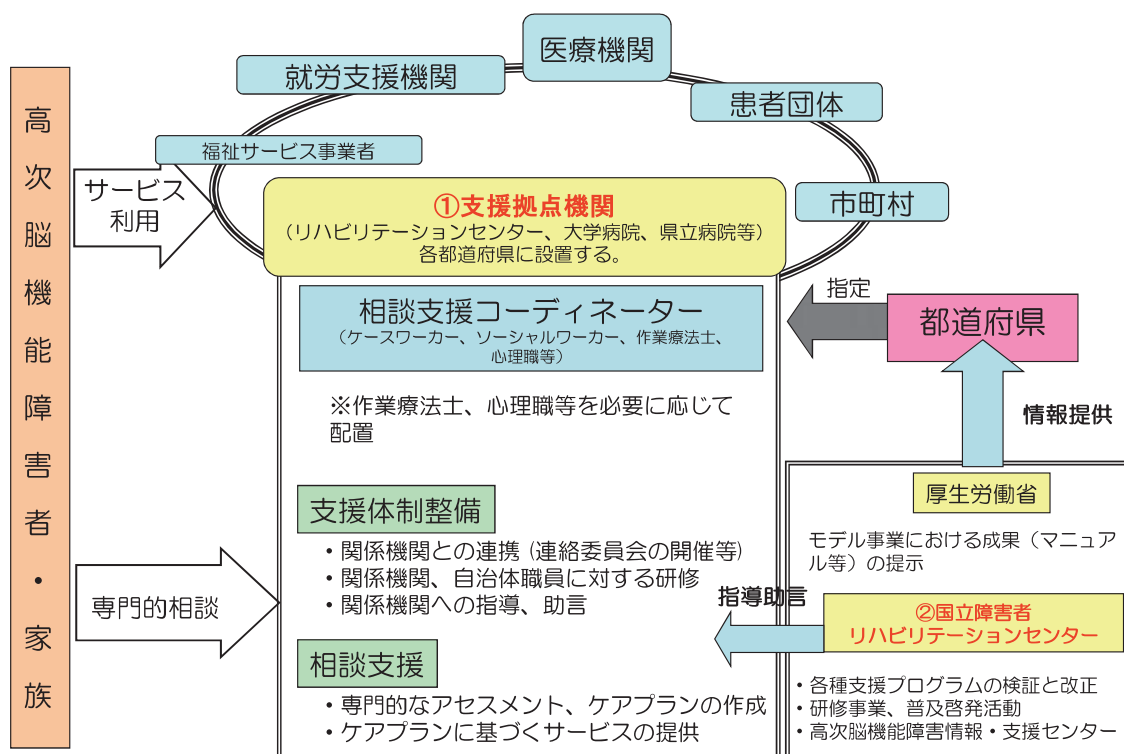 医療機関
就労支援機関
患者団体
福祉サービス事業者
市町村
高次脳機能障害者・家族
サービス
利用
①支援拠点機関
(リハビリテーションセンター、大学病院、県立病院等)
各都道府県に設置する。
相談支援コーディネーター
(ケースワーカー、ソーシャルワーカー、作業療法士、
心理職等)
指定
都道府県
※作業療法士、心理職等を必要に応じて
配置
情報提供
厚生労働省
モデル事業における成果(マニュア
ル等)の提示
支援体制整備
・関係機関との連携(連絡委員会の開催等)
・関係機関、自治体職員に対する研修
・関係機関への指導、助言
専門的相談
指導助言
②国立障害者
リハビリテーションセンター
相談支援
・専門的なアセスメント、ケアプランの作成
・ケアプランに基づくサービスの提供
・各種支援プログラムの検証と改正
・研修事業、普及啓発活動
・高次脳機能障害情報・支援センター